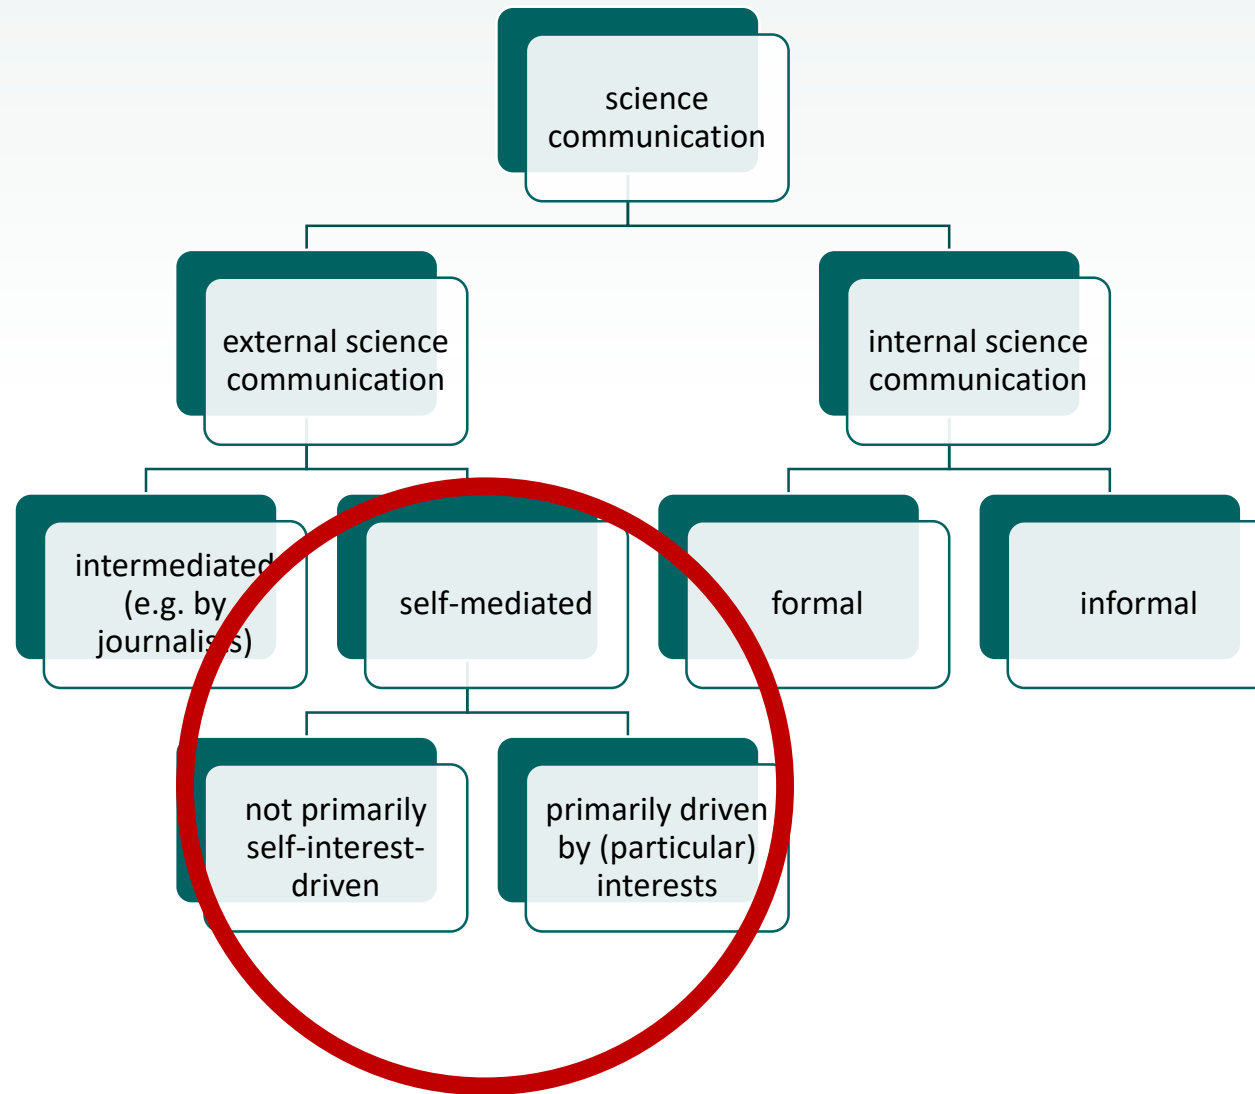 science
communication
external science
communication
internal science
communication
intermediated
(e.g. by
journalists)
self-mediated
formal
informal
not primarily
self-interest-
driven
primarily driven
by (particular)
interests